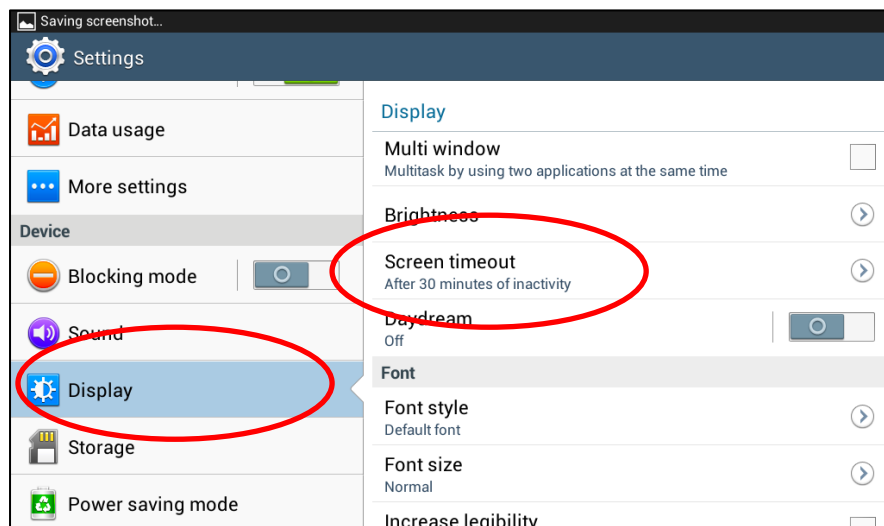 Saving screenshot...
Settings
Data usage
More settings
Device
Blocking mode
Sound
Display
Storage
Power saving mode
Display
Multi window
Multitask by using two applications at the same time
Brightness
Screen timeout
After 30 minutes of inactivity
Daydream
Off
Font
Font style
Default font
Font size
Normal
Increase legibility